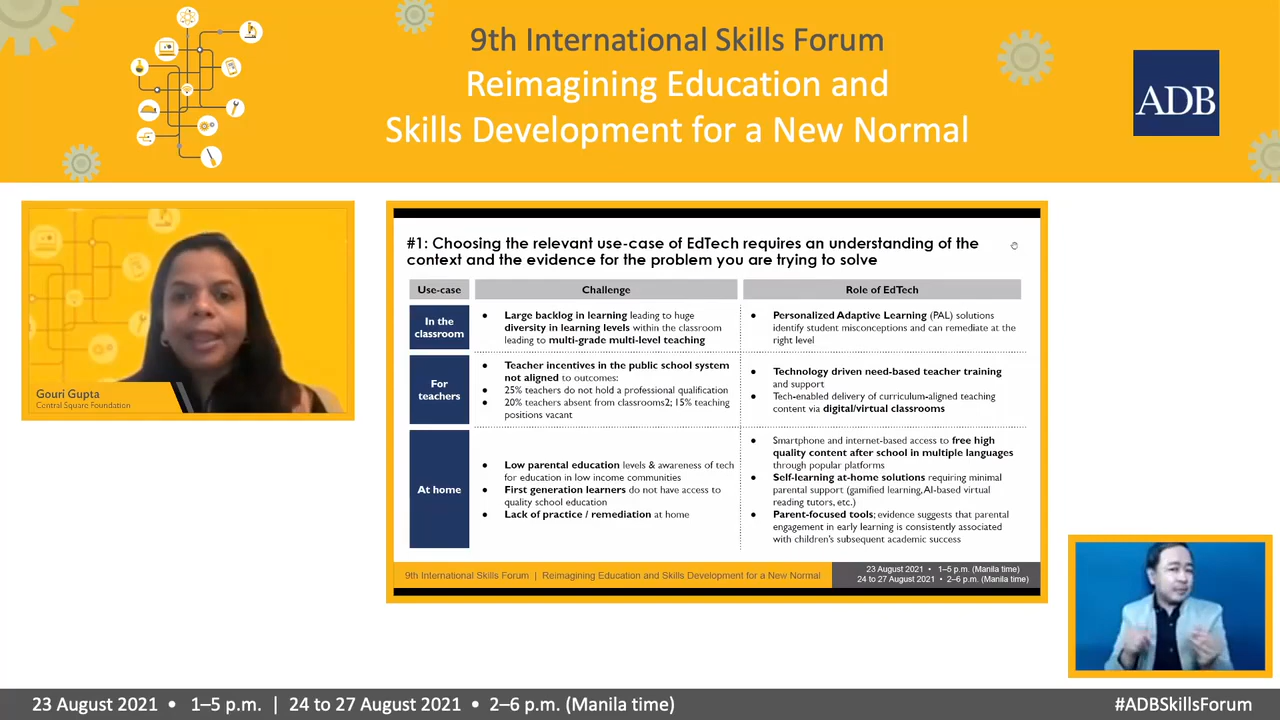 9th International Skills Forum
Reimagining Education and
Skills Development for a New Normal
ADB
Gouri Gupta
Central Square Foundation
#1: Choosing the relevant use-case of EdTech requires an understanding of the
context and the evidence for the problem you are trying to solve
Use-case
Challenge
Role of EdTech
In the
classroom
● Large backlog in learning leading to huge
diversity in learning levels within the classroom
leading to multi-grade multi-level teaching
● Personalized Adaptive Learning (PAL) solutions
identify student misconceptions and can remediate at the
right level
For
teachers
● Teacher incentives in the public school system
not aligned to outcomes:
● 25% teachers do not hold a professional qualification
● 20% teachers absent from classrooms2; 15% teaching
positions vacant
● Technology driven need-based teacher training
and support
● Tech-enabled delivery of curriculum-aligned teaching
content via digital/virtual classrooms
At home
● Low parental education levels & awareness of tech
for education in low income communities
● First generation learners do not have access to
quality school education
● Lack of practice / remediation at home
● Smartphone and internet-based access to free high
quality content after school in multiple languages
through popular platforms
● Self-learning at-home solutions requiring minimal
parental support (gamified learning, AI-based virtual
reading tutors, etc.)
● Parent-focused tools; evidence suggests that parental
engagement in early learning is consistently associated
with children's subsequent academic success
9th International Skills Forum | Reimagining Education and Skills Development for a New Normal
23 August 2021 • 1–5 p.m. (Manila time)
24 to 27 August 2021 • 2–6 p.m. (Manila time)
23 August 2021 • 1–5 p.m. | 24 to 27 August 2021 • 2–6 p.m. (Manila time)
#ADBSkillsForum